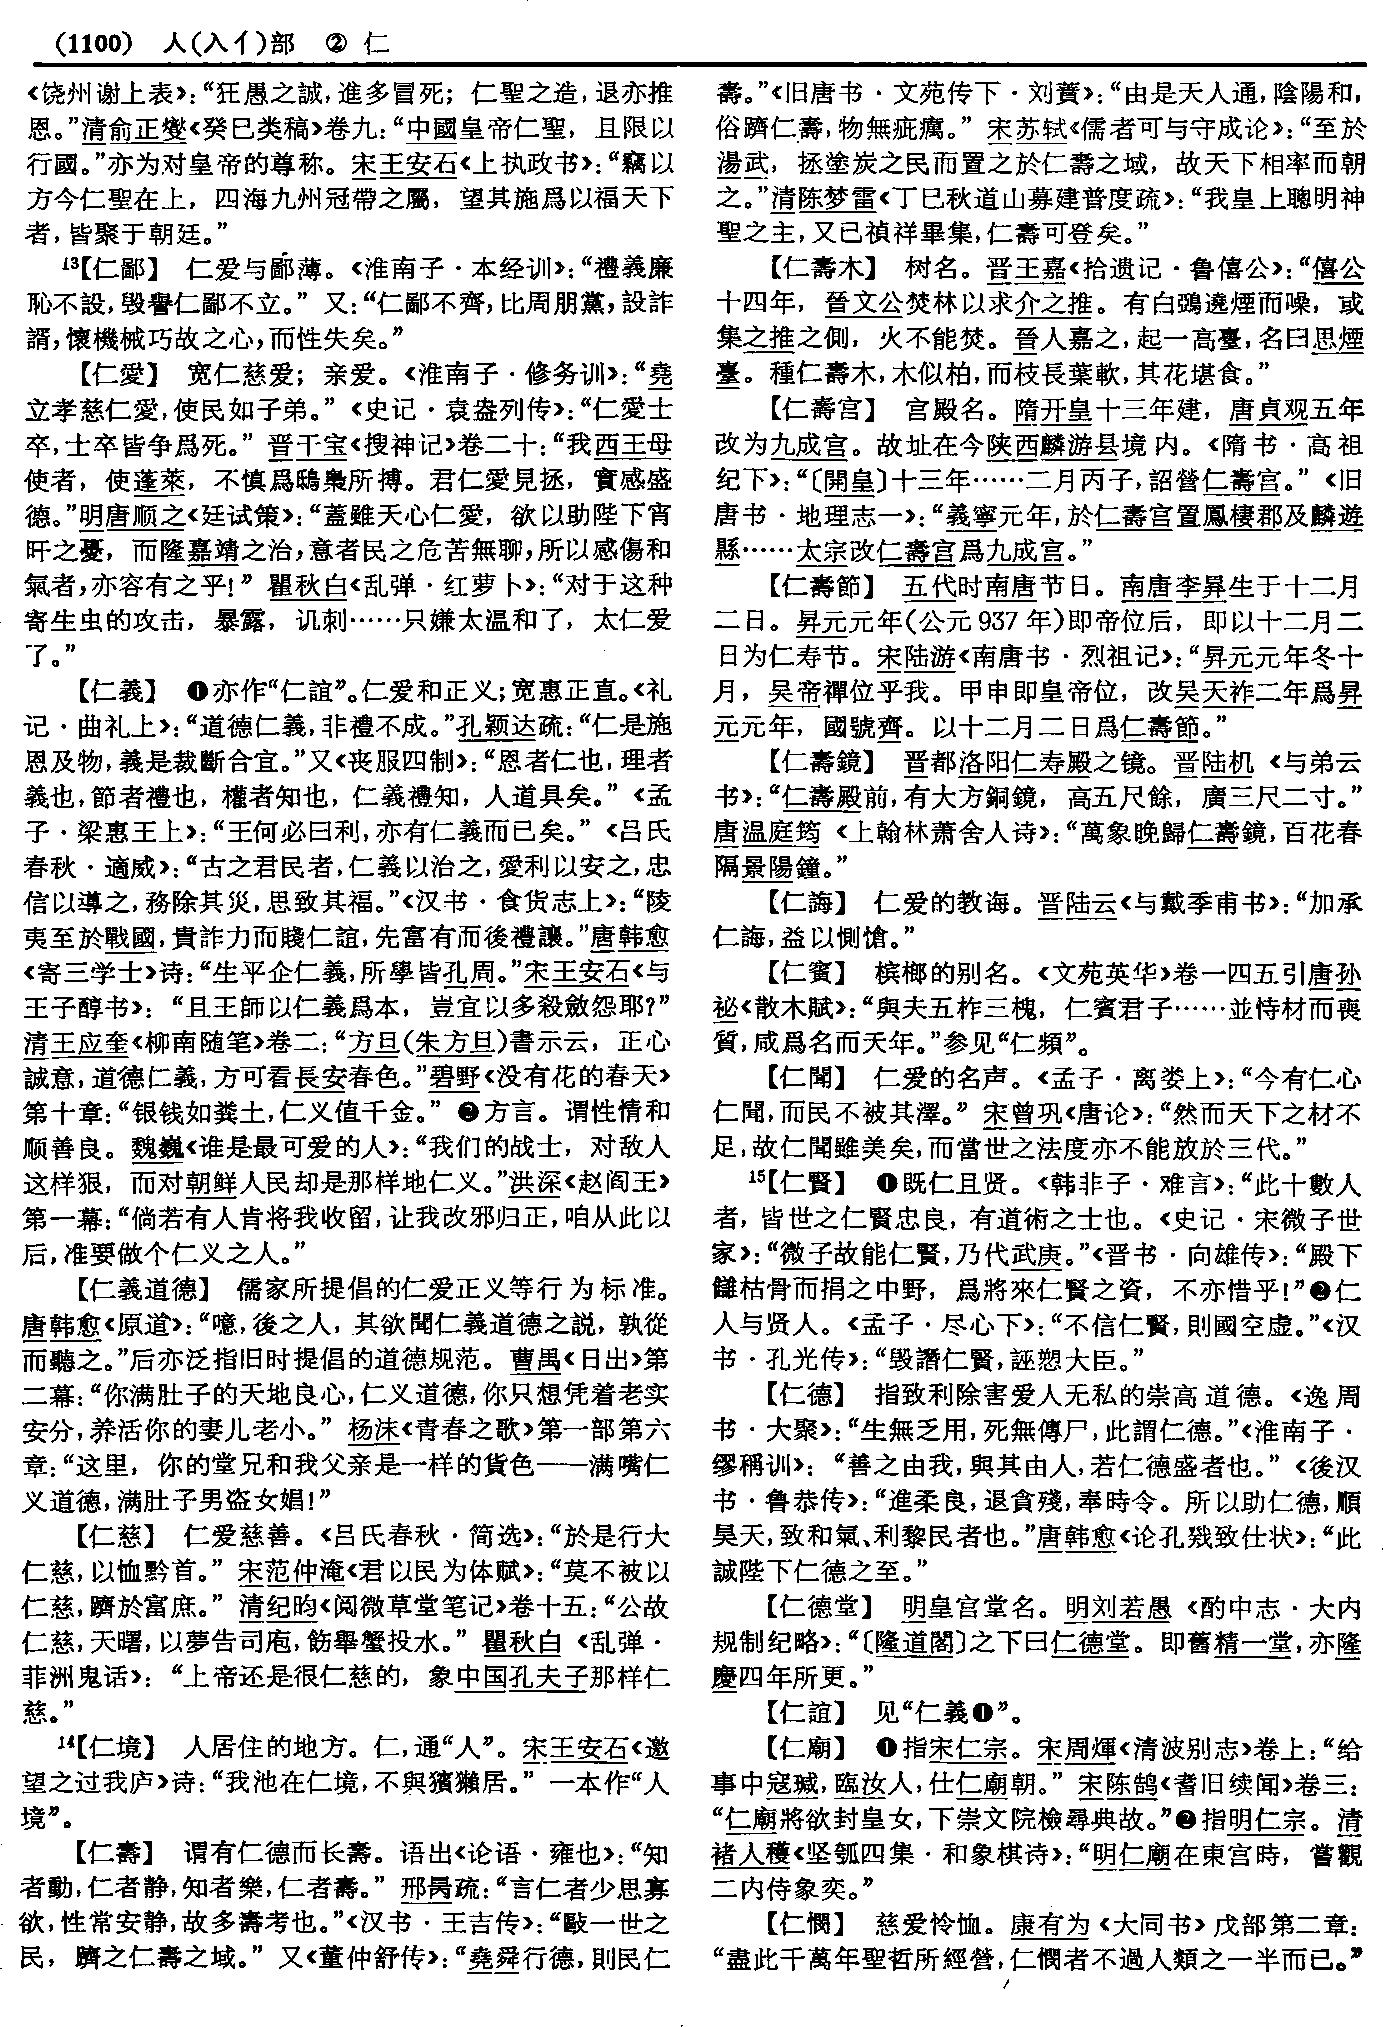 (1100) 人(入亻)部 ② 仁
《饶州谢上表》：“狂愚之誠，進多冒死；仁聖之造，退亦推
恩。”清俞正燮《癸巳类稿》卷九：“中國皇帝仁聖，且限以
行國。”亦为对皇帝的尊称。宋王安石《上执政书》：“竊以
方今仁聖在上，四海九州冠帶之屬，望其施爲以福天下
者，皆聚于朝廷。”
13【仁鄙】 仁爱与鄙薄。《淮南子·本经训》：“禮義廉
恥不設，毁譽仁鄙不立。”又：“仁鄙不齊，比周朋黨，設詐
諝，懷機械巧故之心，而性失矣。”
【仁愛】 宽仁慈爱；亲爱。《淮南子·修务训》：“堯
立孝慈仁愛，使民如子弟。”《史记·袁盎列传》：“仁愛士
卒，士卒皆争爲死。”晋干宝《搜神记》卷二十：“我西王母
使者，使蓬萊，不慎爲鴟梟所搏。君仁愛見拯，實感盛
德。”明唐顺之《廷试策》：“蓋雖天心仁愛，欲以助陛下宵
旰之憂，而隆嘉靖之治，意者民之危苦無聊，所以感傷和
氣者，亦容有之乎！”瞿秋白《乱弹·红萝卜》：“对于这种
寄生虫的攻击，暴露，讥刺……只嫌太温和了，太仁爱
了。”
【仁義】 ❶亦作“仁誼”。仁爱和正义；宽惠正直。《礼
记·曲礼上》：“道德仁義，非禮不成。”孔颖达疏：“仁是施
恩及物，義是裁斷合宜。”又《丧服四制》：“恩者仁也，理者
義也，節者禮也，權者知也，仁義禮知，人道具矣。”《孟
子·梁惠王上》：“王何必曰利，亦有仁義而已矣。”《吕氏
春秋·適威》：“古之君民者，仁義以治之，愛利以安之，忠
信以導之，務除其災，思致其福。”《汉书·食货志上》：“陵
夷至於戰國，貴詐力而賤仁誼，先富有而後禮讓。”唐韩愈
《寄三学士》诗：“生平企仁義，所學皆孔周。”宋王安石《与
王子醇书》：“且王師以仁義爲本，豈宜以多殺斂怨耶？”
清王应奎《柳南随笔》卷二：“方旦(朱方旦)書示云，正心
誠意，道德仁義，方可看長安春色。”碧野《没有花的春天》
第十章：“银钱如粪土，仁义值千金。”❷方言。谓性情和
顺善良。魏巍《谁是最可爱的人》：“我们的战士，对敌人
这样狠，而对朝鲜人民却是那样地仁义。”洪深《赵阎王》
第一幕：“倘若有人肯将我收留，让我改邪归正，咱从此以
后，准要做个仁义之人。”
【仁義道德】 儒家所提倡的仁爱正义等行为标准。
唐韩愈《原道》：“噫，後之人，其欲聞仁義道德之説，孰從
而聽之。”后亦泛指旧时提倡的道德规范。曹禺《日出》第
二幕：“你满肚子的天地良心，仁义道德，你只想凭着老实
安分，养活你的妻儿老小。”杨沫《青春之歌》第一部第六
章：“这里，你的堂兄和我父亲是一样的貨色——满嘴仁
义道德，满肚子男盗女娼！”
【仁慈】 仁爱慈善。《吕氏春秋·简选》：“於是行大
仁慈，以恤黔首。”宋范仲淹《君以民为体赋》：“莫不被以
仁慈，躋於富庶。”清纪昀《阅微草堂笔记》卷十五：“公故
仁慈，天曙，以夢告司庖，飭舉蟹投水。”瞿秋白《乱弹·
菲洲鬼话》：“上帝还是很仁慈的，象中国孔夫子那样仁
慈。”
14【仁境】 人居住的地方。仁，通“人”。宋王安石《邀
望之过我庐》诗：“我池在仁境，不與獱獺居。”一本作“人
境”。
【仁壽】 谓有仁德而长壽。语出《论语·雍也》：“知
者動，仁者静，知者樂，仁者壽。”邢昺疏：“言仁者少思寡
欲，性常安静，故多壽考也。”《汉书·王吉传》：“敺一世之
民，躋之仁壽之域。”又《董仲舒传》：“堯舜行德，則民仁
壽。”《旧唐书·文苑传下·刘蕡》：“由是天人通，陰陽和，
俗躋仁壽，物無疵癘。”宋苏轼《儒者可与守成论》：“至於
湯武，拯塗炭之民而置之於仁壽之域，故天下相率而朝
之。”清陈梦雷《丁巳秋道山募建普度疏》：“我皇上聰明神
聖之主，又已禎祥畢集，仁壽可登矣。”
【仁壽木】 树名。晋王嘉《拾遗记·鲁僖公》：“僖公
十四年，晉文公焚林以求介之推。有白鵶遶煙而噪，或
集之推之側，火不能焚。晉人嘉之，起一高臺，名曰思煙
臺。種仁壽木，木似柏，而枝長葉軟，其花堪食。”
【仁壽宫】 宫殿名。隋开皇十三年建，唐貞观五年
改为九成宫。故址在今陕西麟游县境内。《隋书·高祖
纪下》：“〔開皇〕十三年……二月丙子，詔營仁壽宫。”《旧
唐书·地理志一》：“義寧元年，於仁壽宫置鳳棲郡及麟遊
縣……太宗改仁壽宫爲九成宫。”
【仁壽節】 五代时南唐节日。南唐李昪生于十二月
二日。昇元元年(公元937年)即帝位后，即以十二月二
日为仁寿节。宋陆游《南唐书·烈祖记》：“昇元元年冬十
月，吴帝禪位乎我。甲申即皇帝位，改吴天祚二年爲昇
元元年，國號齊。以十二月二日爲仁壽節。”
【仁壽鏡】 晋都洛阳仁寿殿之镜。晋陆机《与弟云
书》：“仁壽殿前，有大方銅鏡，高五尺餘，廣三尺二寸。”
唐温庭筠《上翰林萧舍人诗》：“萬象晚歸仁壽鏡，百花春
隔景陽鐘。”
【仁誨】 仁爱的教诲。晋陆云《与戴季甫书》：“加承
仁誨，益以惻愴。”
【仁賓】 槟榔的别名。《文苑英华》卷一四五引唐孙
祕《散木賦》：“與夫五柞三槐，仁賓君子……並恃材而喪
質，咸爲名而夭年。”参见“仁頻”。
【仁聞】 仁爱的名声。《孟子·离娄上》：“今有仁心
仁聞，而民不被其澤。”宋曾巩《唐论》：“然而天下之材不
足，故仁聞雖美矣，而當世之法度亦不能放於三代。”
15【仁賢】 ❶既仁且贤。《韩非子·难言》：“此十數人
者，皆世之仁賢忠良，有道術之士也。《史记·宋微子世
家》：“微子故能仁賢，乃代武庚。”《晋书·向雄传》：“殿下
讎枯骨而捐之中野，爲將來仁賢之資，不亦惜乎！”❷仁
人与贤人。《孟子·尽心下》：“不信仁賢，則國空虚。”《汉
书·孔光传》：“毁譖仁賢，誣愬大臣。”
【仁德】 指致利除害爱人无私的崇高道德。《逸周
书·大聚》：“生無乏用，死無傳尸，此謂仁德。”《淮南子·
缪稱训》：“善之由我，與其由人，若仁德盛者也。”《後汉
书·鲁恭传》：“進柔良，退貪殘，奉時令。所以助仁德，順
昊天，致和氣、利黎民者也。”唐韩愈《论孔戣致仕状》：“此
誠陛下仁德之至。”
【仁德堂】 明皇宫堂名。明刘若愚《酌中志·大内
规制纪略》：“〔隆道閣〕之下曰仁德堂。即舊精一堂，亦隆
慶四年所更。”
【仁誼】 见“仁義❶”。
【仁廟】 ❶指宋仁宗。宋周煇《清波别志》卷上：“给
事中寇瑊，臨汝人，仕仁廟朝。”宋陈鹄《耆旧续闻》卷三：
“仁廟將欲封皇女，下崇文院檢尋典故。”❷指明仁宗。清
褚人穫《坚瓠四集·和象棋诗》：“明仁廟在東宫時，嘗觀
二内侍象奕。”
【仁憫】 慈爱怜恤。康有为《大同书》戊部第二章：
“盡此千萬年聖哲所經營，仁憫者不過人類之一半而已。”